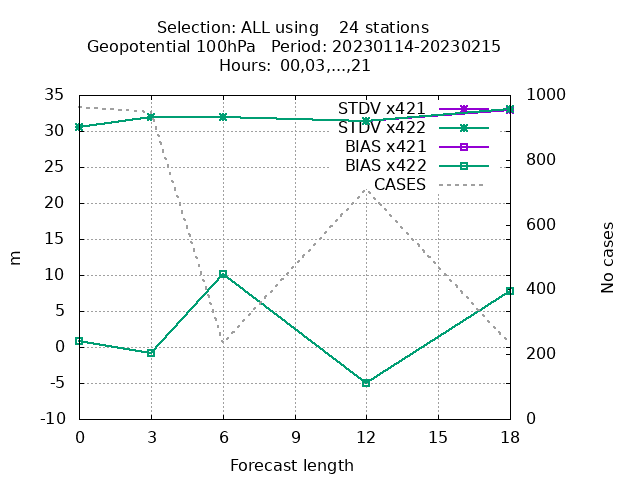 Selection: ALL using    24 stations
Geopotential 100hPa   Period: 20230114-20230215
Hours: 00,03,...,21
STDV x421
STDV x422
BIAS x421
BIAS x422
CASES
35
30
25
20
15
10
5
0
-5
-10
m
1000
800
600
400
200
0
No cases
0 3 6 9 12 15 18
Forecast length